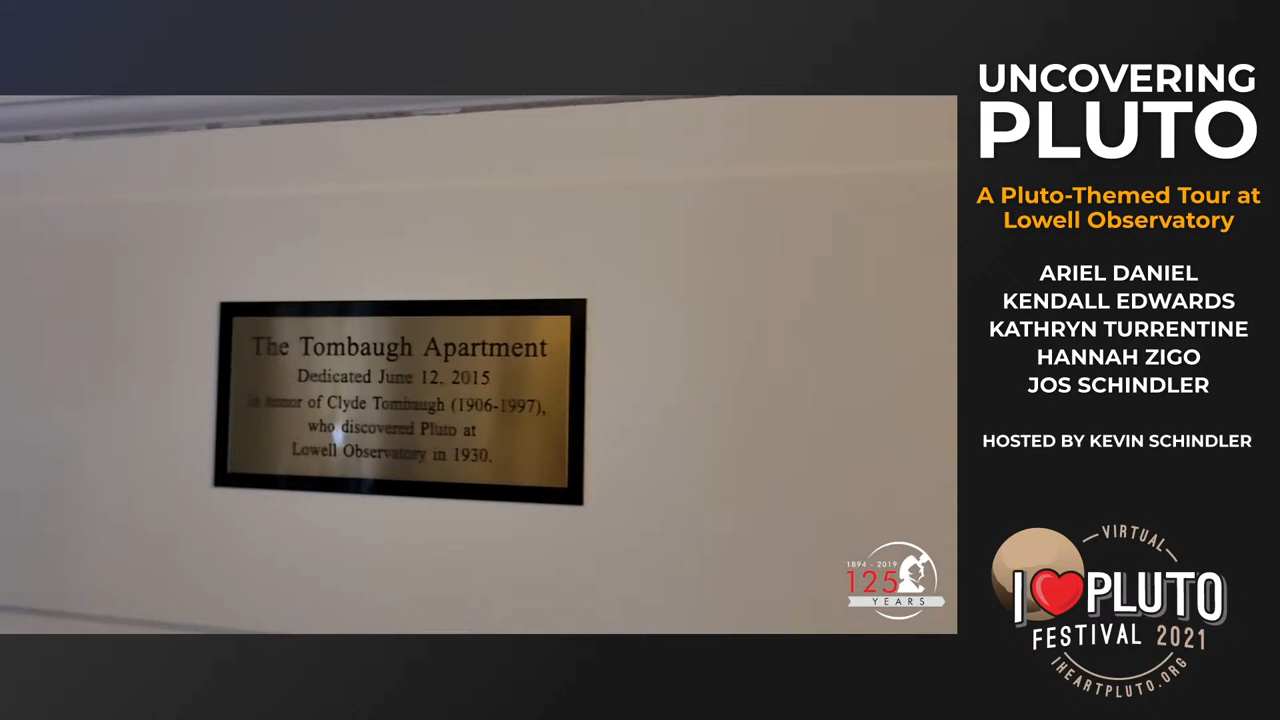 The Tombaugh Apartment
Dedicated June 12, 2015
in honor of Clyde Tombaugh (1906-1997),
who discovered Pluto at
Lowell Observatory in 1930.
1894 - 2019
125
YEARS
UNCOVERING
PLUTO
A Pluto-Themed Tour at
Lowell Observatory
ARIEL DANIEL
KENDALL EDWARDS
KATHRYN TURRENTINE
HANNAH ZIGO
JOS SCHINDLER
HOSTED BY KEVIN SCHINDLER
VIRTUAL
I ❤ PLUTO
FESTIVAL 2021
IHEARTPLUTO.ORG